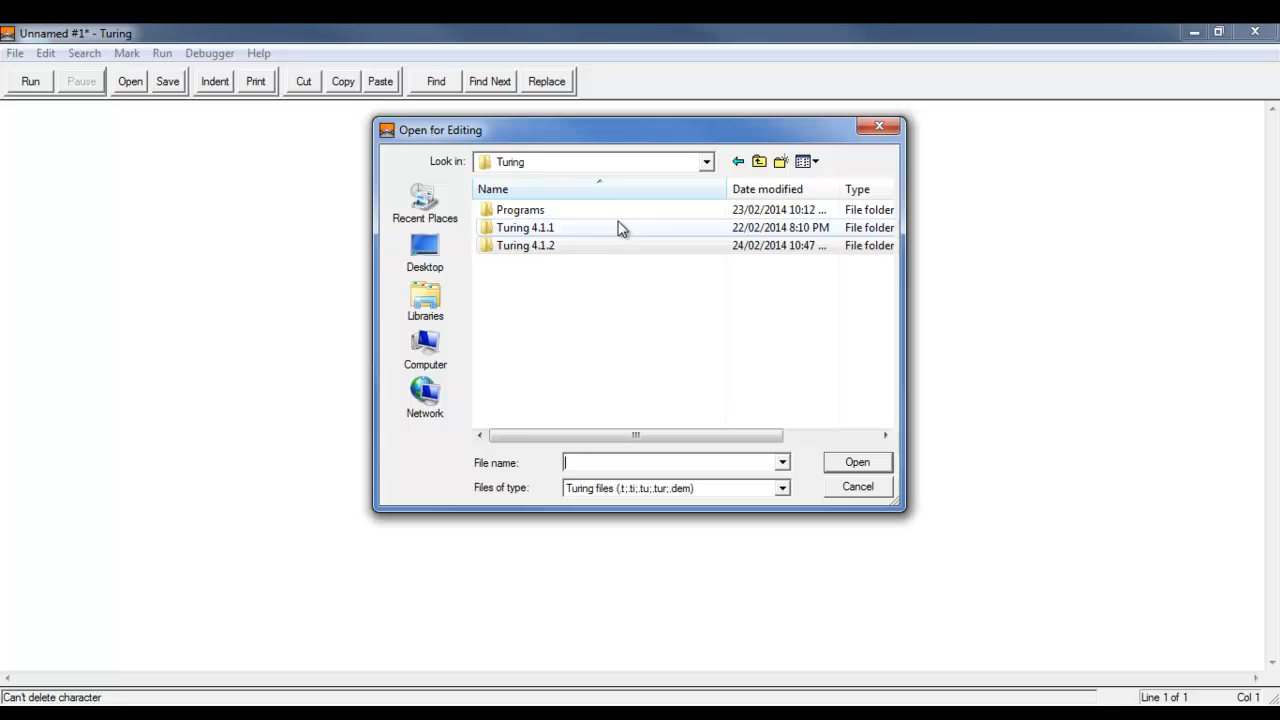 Unnamed #1* - Turing
File Edit Search Mark Run Debugger Help
Run Pause Open Save Indent Print Cut Copy Paste Find Find Next Replace
Open for Editing
Look in: Turing
Name Date modified Type
Programs 23/02/2014 10:12 ... File folder
Turing 4.1.1 22/02/2014 8:10 PM File folder
Turing 4.1.2 24/02/2014 10:47 ... File folder
Recent Places
Desktop
Libraries
Computer
Network
File name: Open
Files of type: Turing files (.t;.ti;.tu;.tur;.dem) Cancel
Can't delete character Line 1 of 1 Col 1